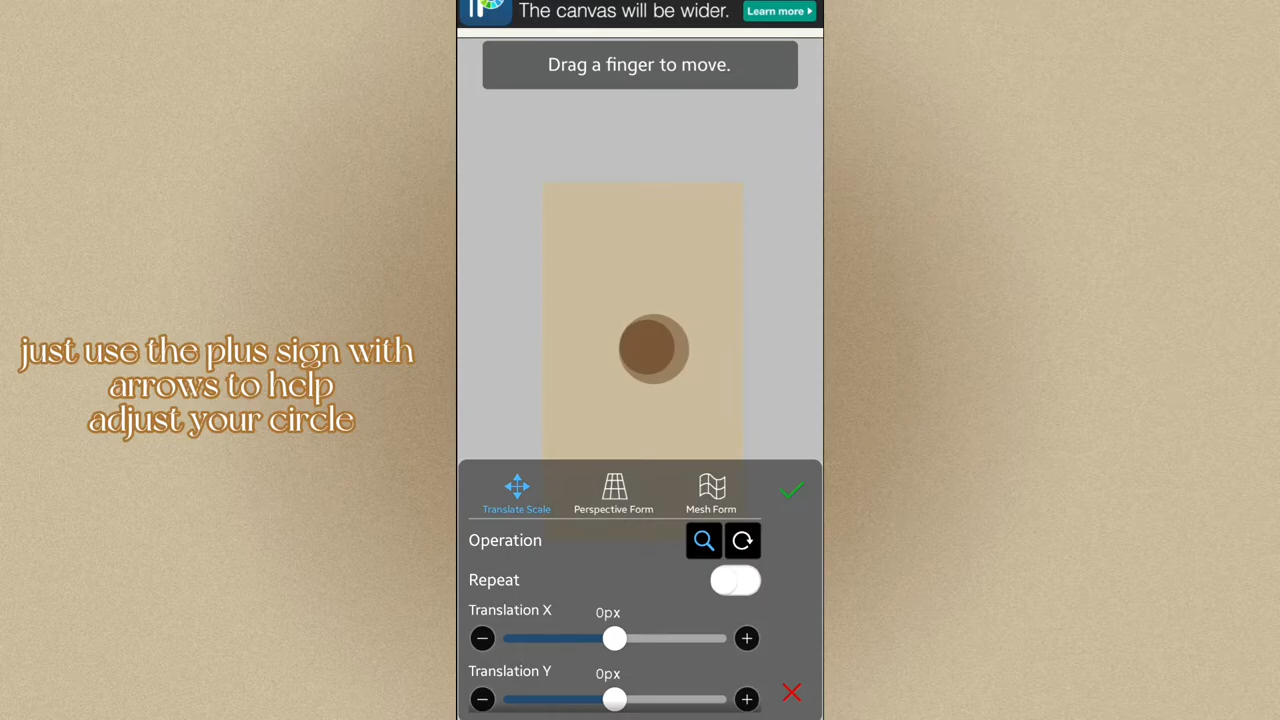 The canvas will be wider.
Learn more
Drag a finger to move.
just use the plus sign with
arrows to help
adjust your circle
Translate Scale
Perspective Form
Mesh Form
Operation
Repeat
Translation X
0px
Translation Y
0px